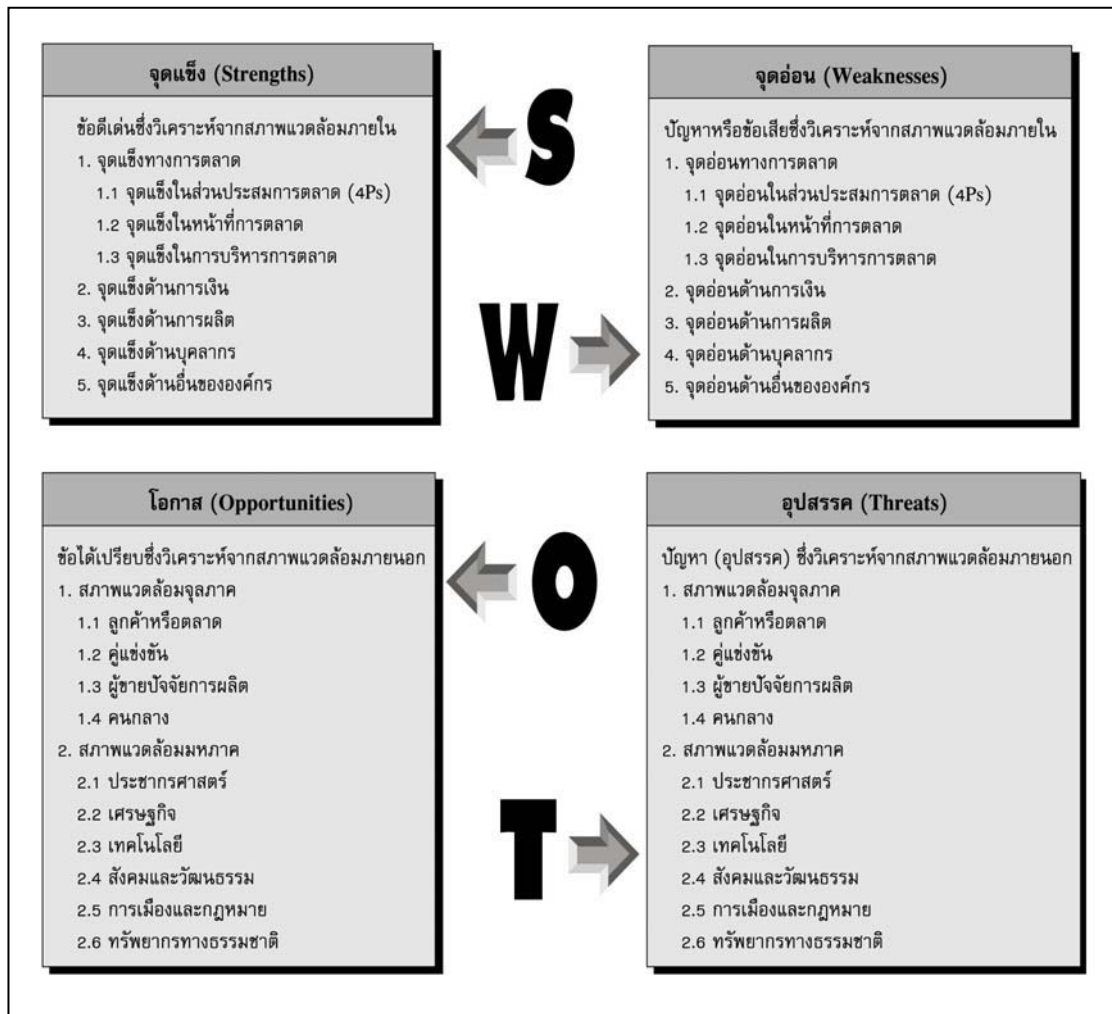 จุดแข็ง (Strengths)
ข้อดีเด่นซึ่งวิเคราะห์จากสภาพแวดล้อมภายใน
1. จุดแข็งทางการตลาด
1.1 จุดแข็งในส่วนประสมการตลาด (4Ps)
1.2 จุดแข็งในหน้าที่การตลาด
1.3 จุดแข็งในการบริหารการตลาด
2. จุดแข็งด้านการเงิน
3. จุดแข็งด้านการผลิต
4. จุดแข็งด้านบุคลากร
5. จุดแข็งด้านอื่นขององค์กร
S
W
จุดอ่อน (Weaknesses)
ปัญหาหรือข้อเสียซึ่งวิเคราะห์จากสภาพแวดล้อมภายใน
1. จุดอ่อนทางการตลาด
1.1 จุดอ่อนในส่วนประสมการตลาด (4Ps)
1.2 จุดอ่อนในหน้าที่การตลาด
1.3 จุดอ่อนในการบริหารการตลาด
2. จุดอ่อนด้านการเงิน
3. จุดอ่อนด้านการผลิต
4. จุดอ่อนด้านบุคลากร
5. จุดอ่อนด้านอื่นขององค์กร
โอกาส (Opportunities)
ข้อได้เปรียบซึ่งวิเคราะห์จากสภาพแวดล้อมภายนอก
1. สภาพแวดล้อมจุลภาค
1.1 ลูกค้าหรือตลาด
1.2 คู่แข่งขัน
1.3 ผู้ขายปัจจัยการผลิต
1.4 คนกลาง
2. สภาพแวดล้อมมหภาค
2.1 ประชากรศาสตร์
2.2 เศรษฐกิจ
2.3 เทคโนโลยี
2.4 สังคมและวัฒนธรรม
2.5 การเมืองและกฎหมาย
2.6 ทรัพยากรทางธรรมชาติ
O
T
อุปสรรค (Threats)
ปัญหา (อุปสรรค) ซึ่งวิเคราะห์จากสภาพแวดล้อมภายนอก
1. สภาพแวดล้อมจุลภาค
1.1 ลูกค้าหรือตลาด
1.2 คู่แข่งขัน
1.3 ผู้ขายปัจจัยการผลิต
1.4 คนกลาง
2. สภาพแวดล้อมมหภาค
2.1 ประชากรศาสตร์
2.2 เศรษฐกิจ
2.3 เทคโนโลยี
2.4 สังคมและวัฒนธรรม
2.5 การเมืองและกฎหมาย
2.6 ทรัพยากรทางธรรมชาติ